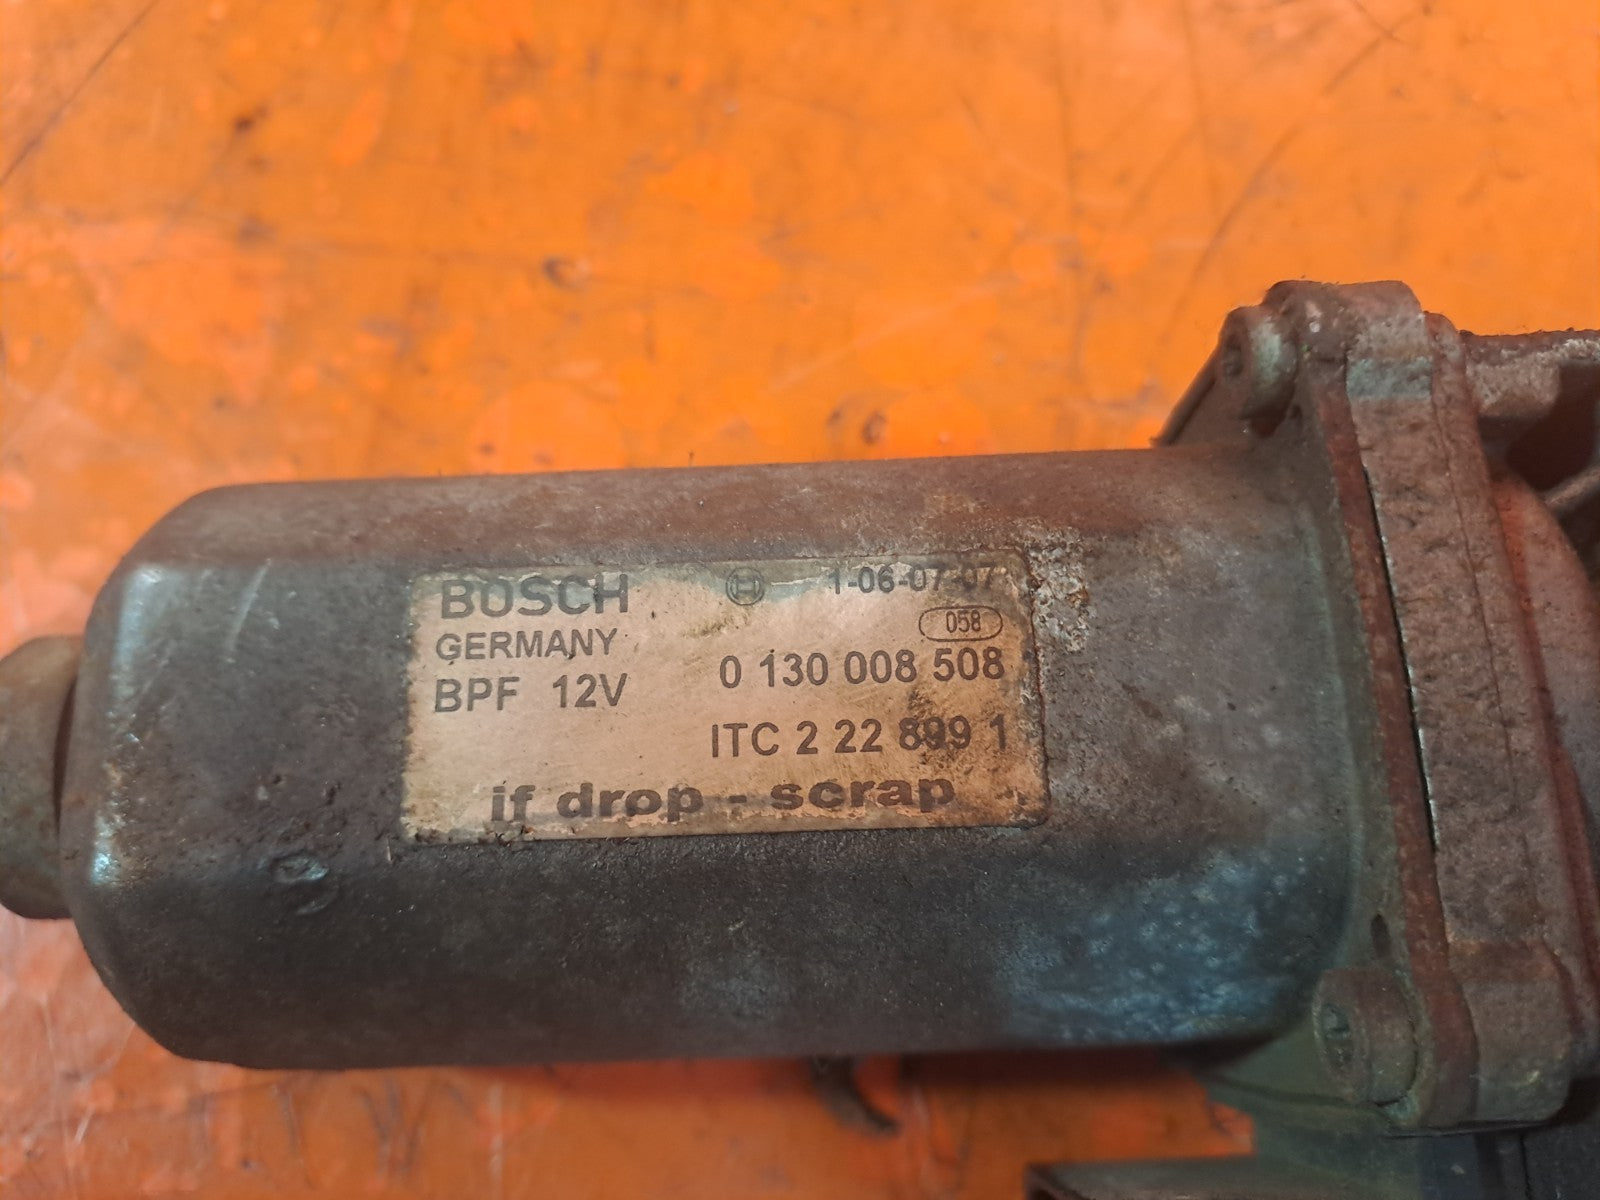 BOSCH 1-06-07-07
GERMANY 058
BPF 12V 0 130 008 508
ITC 2 22 899 1
if drop - scrap